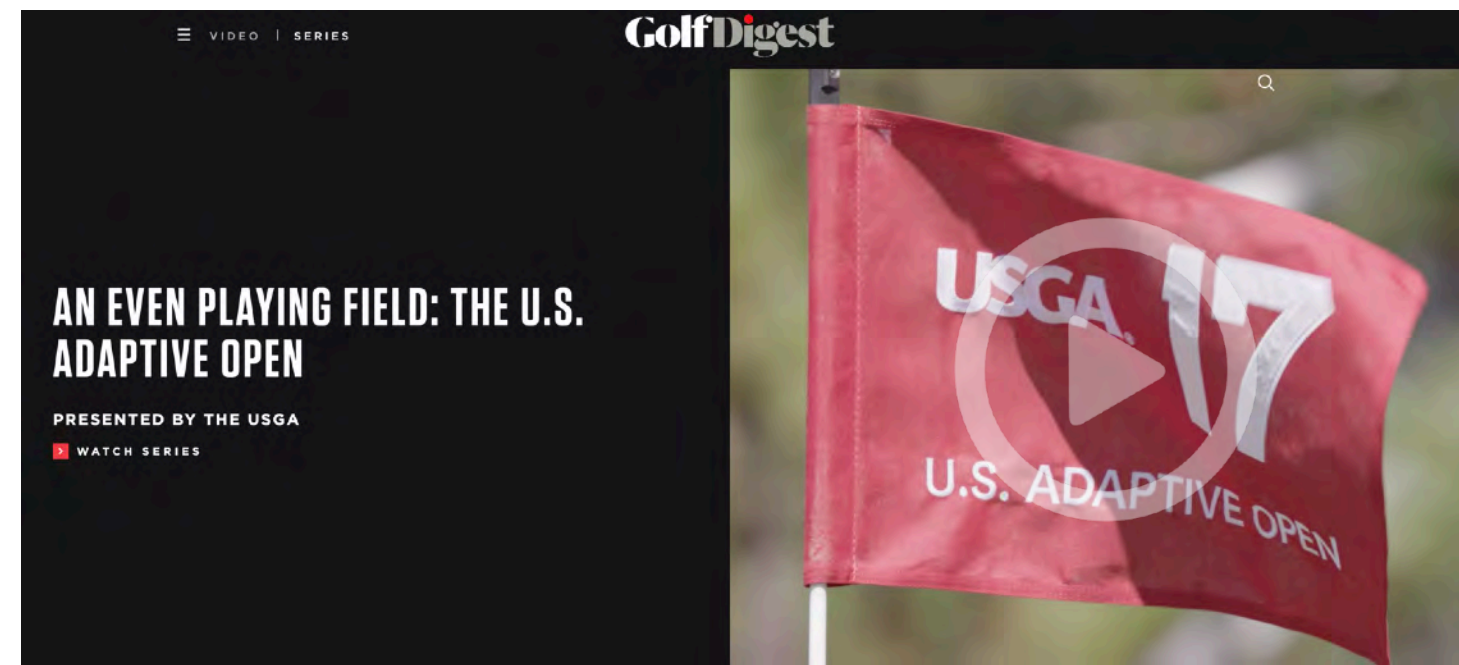 VIDEO | SERIES
GolfDigest
AN EVEN PLAYING FIELD: THE U.S.
ADAPTIVE OPEN
PRESENTED BY THE USGA
WATCH SERIES
USGA. 17
U.S. ADAPTIVE OPEN